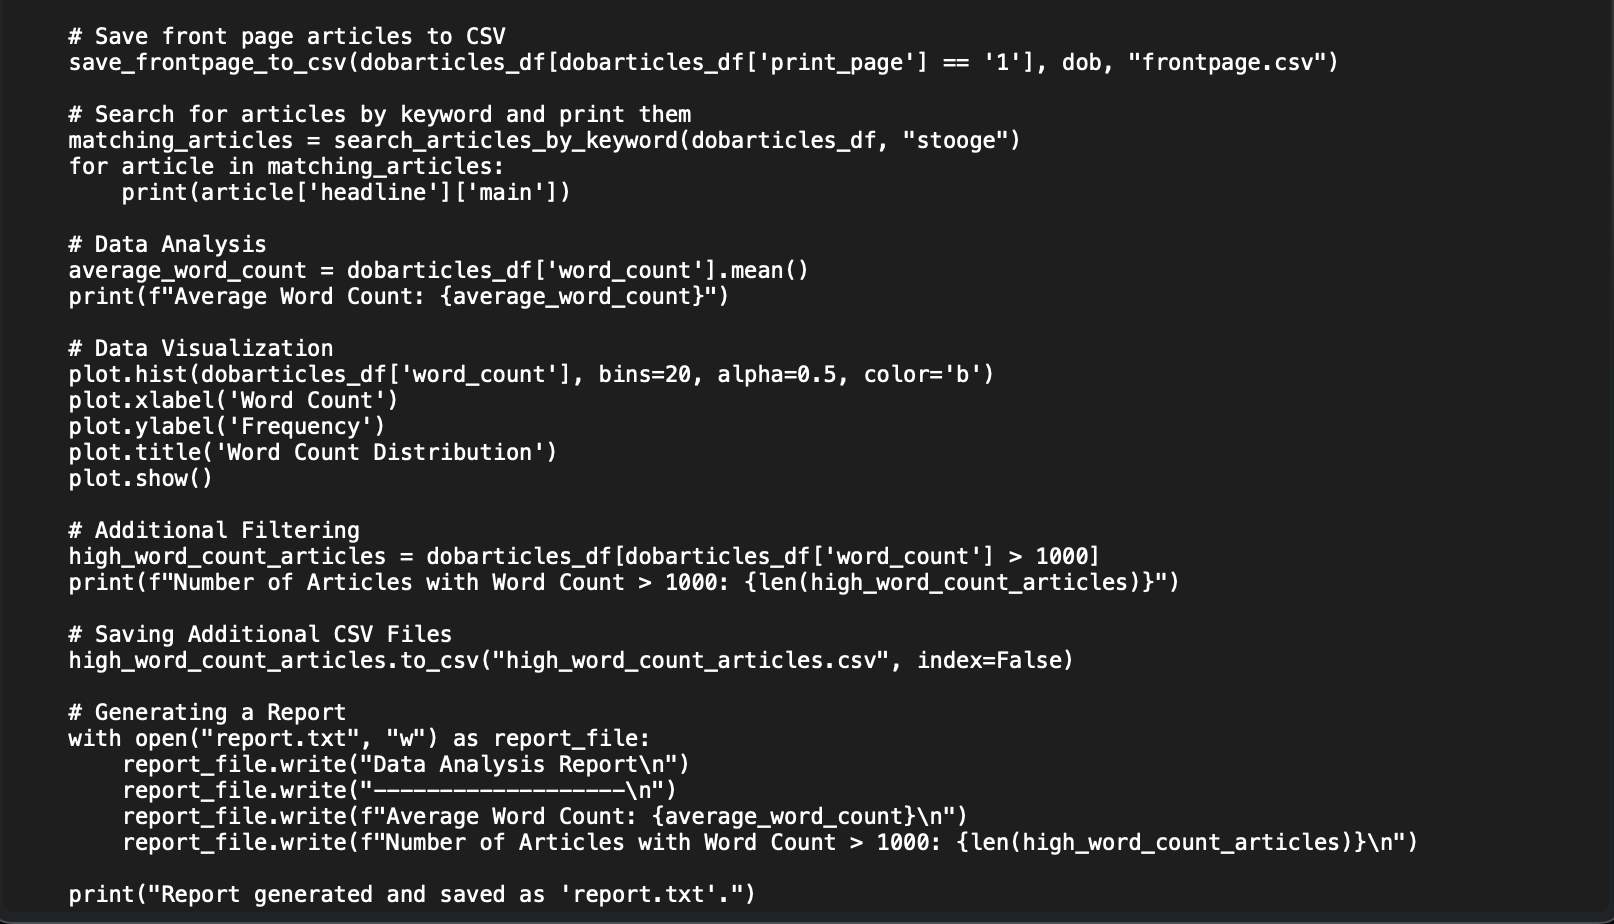 # Save front page articles to CSV
save_frontpage_to_csv(dobarticles_df[dobarticles_df['print_page'] == '1'], dob, "frontpage.csv")
# Search for articles by keyword and print them
matching_articles = search_articles_by_keyword(dobarticles_df, "stooge")
for article in matching_articles:
    print(article['headline']['main'])
# Data Analysis
average_word_count = dobarticles_df['word_count'].mean()
print(f"Average Word Count: {average_word_count}")
# Data Visualization
plot.hist(dobarticles_df['word_count'], bins=20, alpha=0.5, color='b')
plot.xlabel('Word Count')
plot.ylabel('Frequency')
plot.title('Word Count Distribution')
plot.show()
# Additional Filtering
high_word_count_articles = dobarticles_df[dobarticles_df['word_count'] > 1000]
print(f"Number of Articles with Word Count > 1000: {len(high_word_count_articles)}")
# Saving Additional CSV Files
high_word_count_articles.to_csv("high_word_count_articles.csv", index=False)
# Generating a Report
with open("report.txt", "w") as report_file:
    report_file.write("Data Analysis Report\n")
    report_file.write("-------------------\n")
    report_file.write(f"Average Word Count: {average_word_count}\n")
    report_file.write(f"Number of Articles with Word Count > 1000: {len(high_word_count_articles)}\n")
print("Report generated and saved as 'report.txt'.")